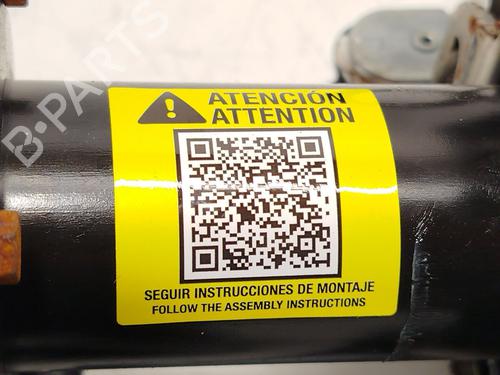 B-PARTS
ATENCIÓN
ATTENTION
SEGUIR INSTRUCCIONES DE MONTAJE
FOLLOW THE ASSEMBLY INSTRUCTIONS